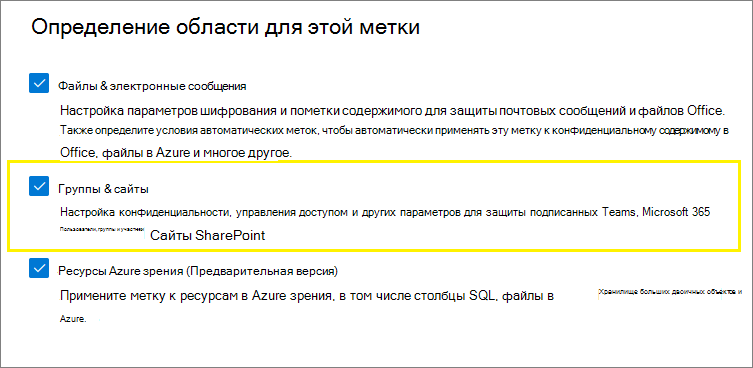 Определение области для этой метки
Файлы & электронные сообщения
Настройка параметров шифрования и пометки содержимого для защиты почтовых сообщений и файлов Office.
Также определите условия автоматических меток, чтобы автоматически применять эту метку к конфиденциальному содержимому в
Office, файлы в Azure и многое другое.
Группы & сайты
Настройка конфиденциальности, управления доступом и других параметров для защиты подписанных Teams, Microsoft 365
Пользователи, группы и участники Сайты SharePoint
Ресурсы Azure зрения (Предварительная версия)
Примените метку к ресурсам в Azure зрения, в том числе столбцы SQL, файлы в Хранилище больших двоичных объектов и
Azure.